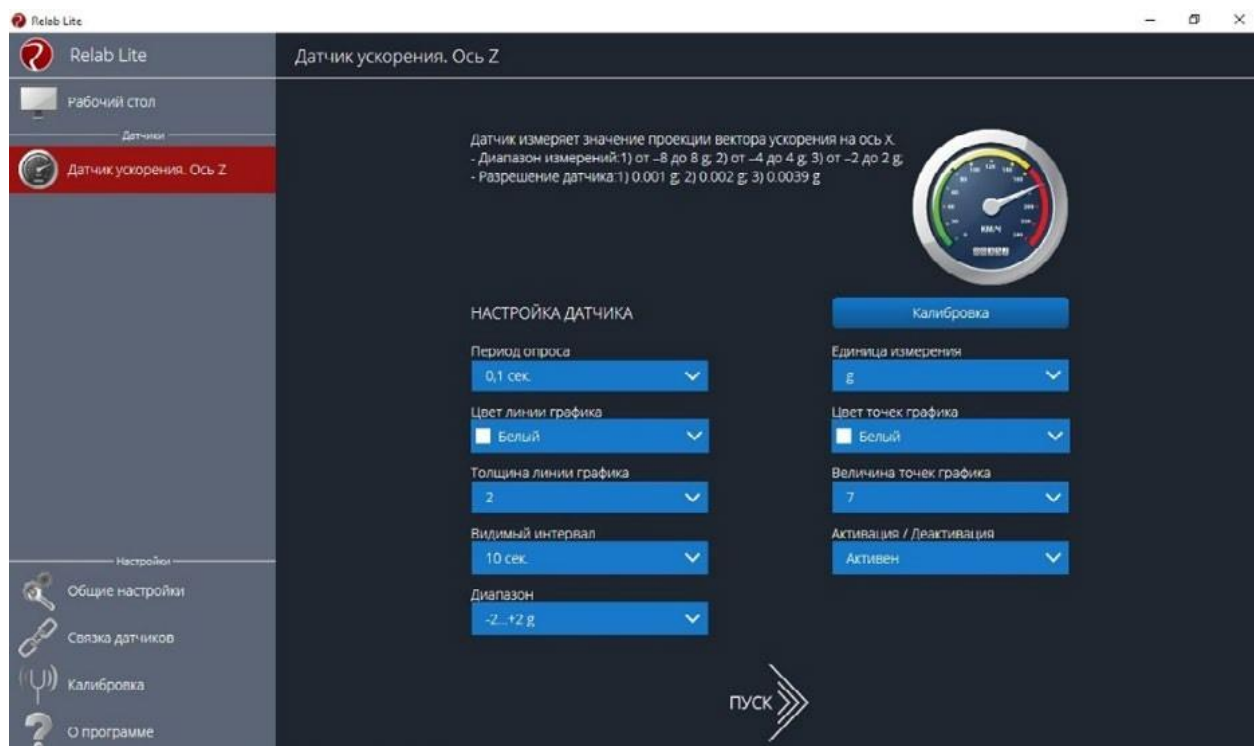 Relab Lite
Relab Lite
Датчик ускорения. Ось Z
Рабочий стол
Датчики
Датчик ускорения. Ось Z
Датчик измеряет значение проекции вектора ускорения на ось X.
- Диапазон измерений:1) от –8 до 8 g; 2) от –4 до 4 g; 3) от –2 до 2 g;
- Разрешение датчика:1) 0.001 g; 2) 0.002 g; 3) 0.0039 g
КМ/Ч
НАСТРОЙКА ДАТЧИКА
Калибровка
Период опроса
Единица измерения
0,1 сек.
g
Цвет линии графика
Цвет точек графика
Белый
Белый
Толщина линии графика
Величина точек графика
2
7
Видимый интервал
Активация / Деактивация
10 сек.
Активен
Диапазон
-2...+2 g
Настройки
Общие настройки
Связка датчиков
Калибровка
О программе
ПУСК